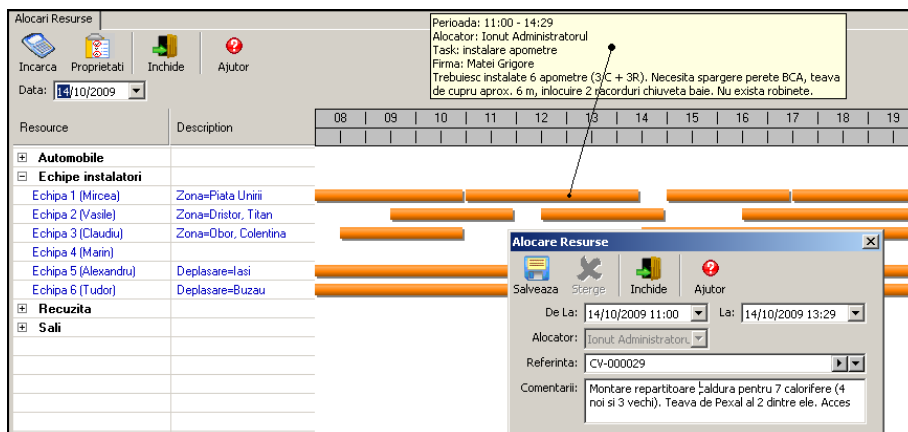 Alocari Resurse
Incarca Proprietati Inchide Ajutor
Data: 14/10/2009
Perioada: 11:00 - 14:29
Alocator: Ionut Administratorul
Task: instalare apometre
Firma: Matei Grigore
Trebuiesc instalate 6 apometre (3 C + 3R). Necesita spargere perete BCA, teava
de cupru aprox. 6 m, inlocuire 2 racorduri chiuveta baie. Nu exista robinete.
Resource Description 08 09 10 11 12 13 14 15 16 17 18 19
Automobile
Echipe instalatori
Echipa 1 (Mircea) Zona=Piata Unirii
Echipa 2 (Vasile) Zona=Dristor, Titan
Echipa 3 (Claudiu) Zona=Obor, Colentina
Echipa 4 (Marin)
Echipa 5 (Alexandru) Deplasare=Iasi
Echipa 6 (Tudor) Deplasare=Buzau
Recuzita
Sali
Alocare Resurse
Salveaza Sterge Inchide Ajutor
De La: 14/10/2009 11:00 La: 14/10/2009 13:29
Alocator: Ionut Administratoru
Referinta: CV-000029
Comentarii: Montare repartitoare caldura pentru 7 calorifere (4
noi si 3 vechi). Teava de Pexal al 2 dintre ele. Acces